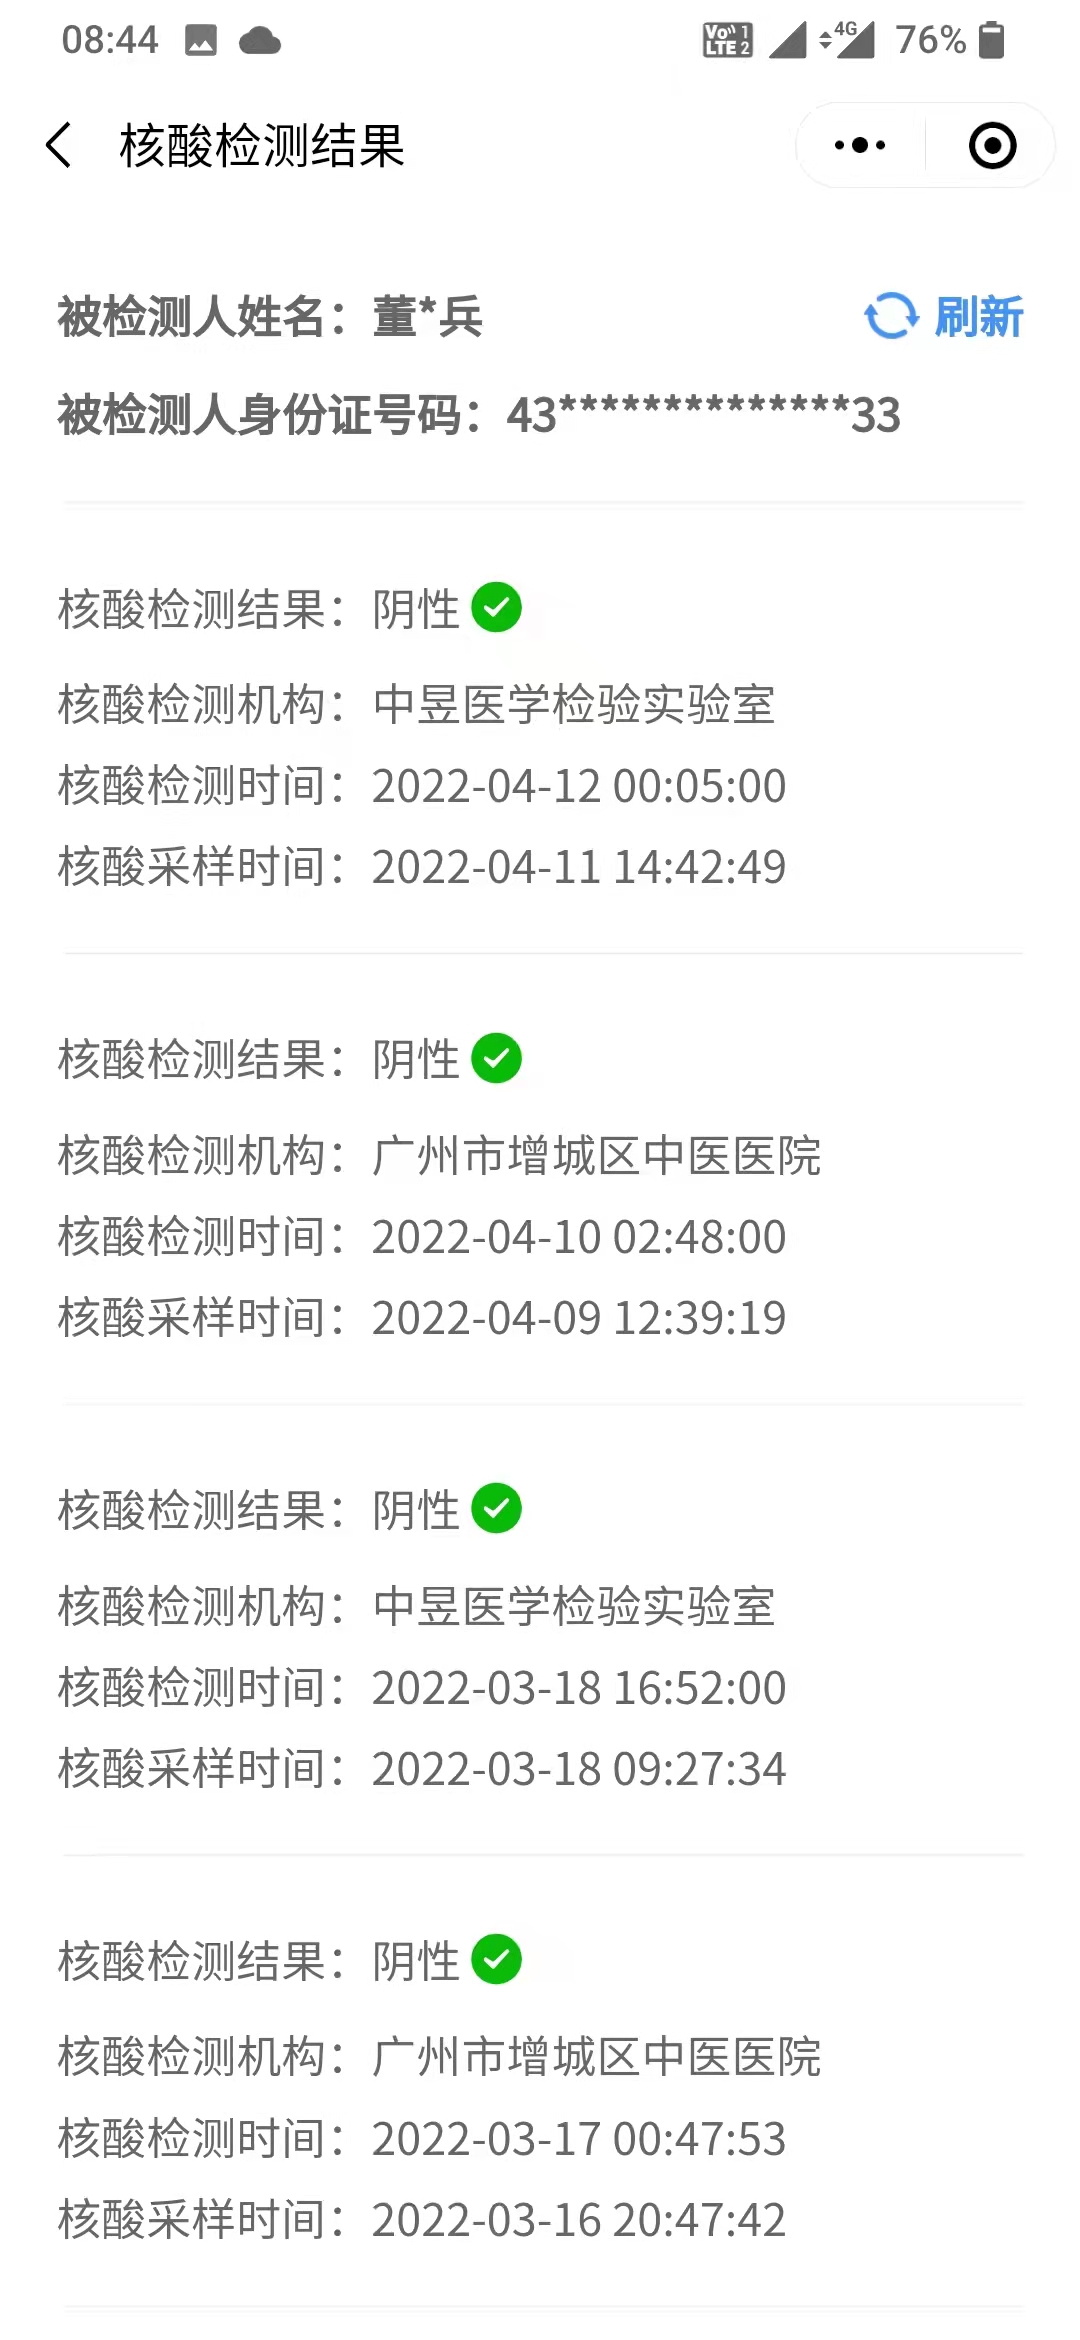 08:44
Vo)) 1
LTE 2
4G
76%
核酸检测结果
被检测人姓名：董*兵
刷新
被检测人身份证号码：43**************33
核酸检测结果：阴性
核酸检测机构：中昱医学检验实验室
核酸检测时间：2022-04-12 00:05:00
核酸采样时间：2022-04-11 14:42:49
核酸检测结果：阴性
核酸检测机构：广州市增城区中医医院
核酸检测时间：2022-04-10 02:48:00
核酸采样时间：2022-04-09 12:39:19
核酸检测结果：阴性
核酸检测机构：中昱医学检验实验室
核酸检测时间：2022-03-18 16:52:00
核酸采样时间：2022-03-18 09:27:34
核酸检测结果：阴性
核酸检测机构：广州市增城区中医医院
核酸检测时间：2022-03-17 00:47:53
核酸采样时间：2022-03-16 20:47:42